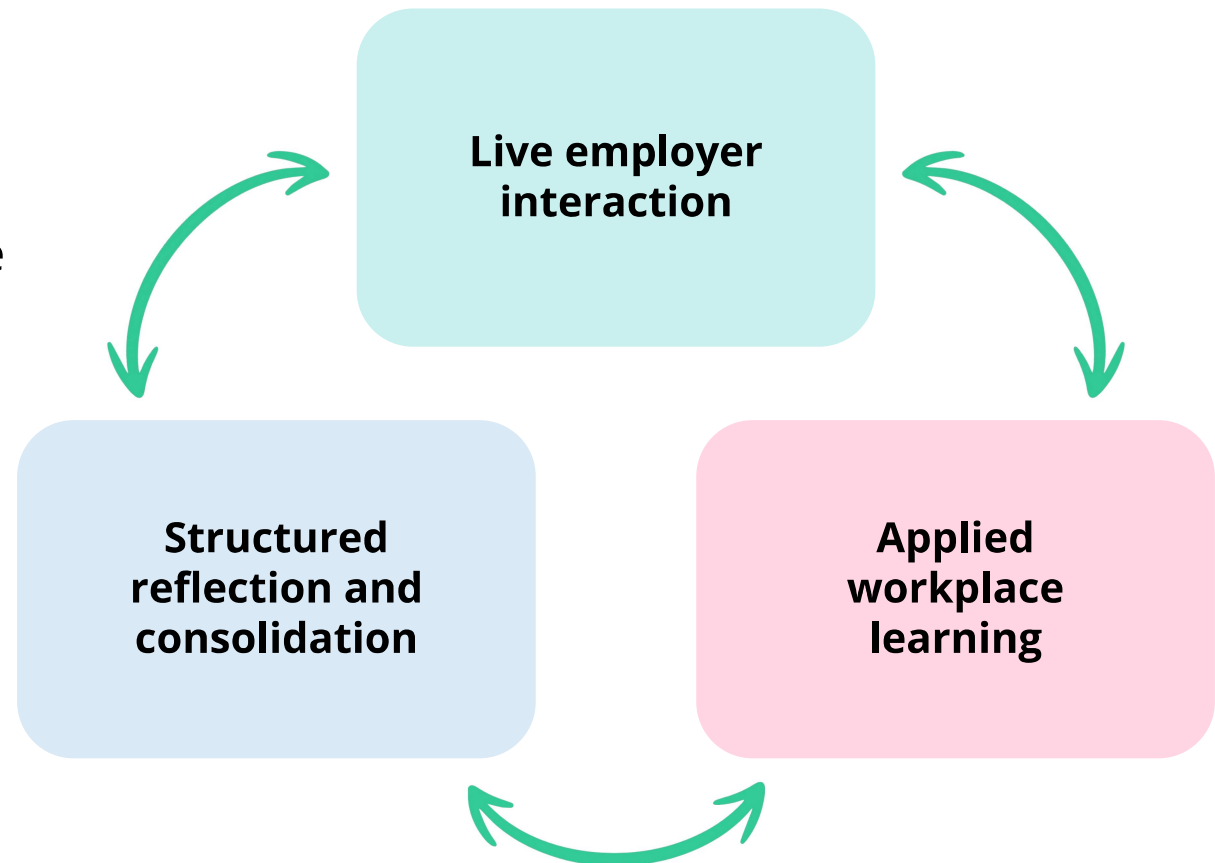 Live employer
interaction
e
Structured
reflection and
consolidation
Applied
workplace
learning